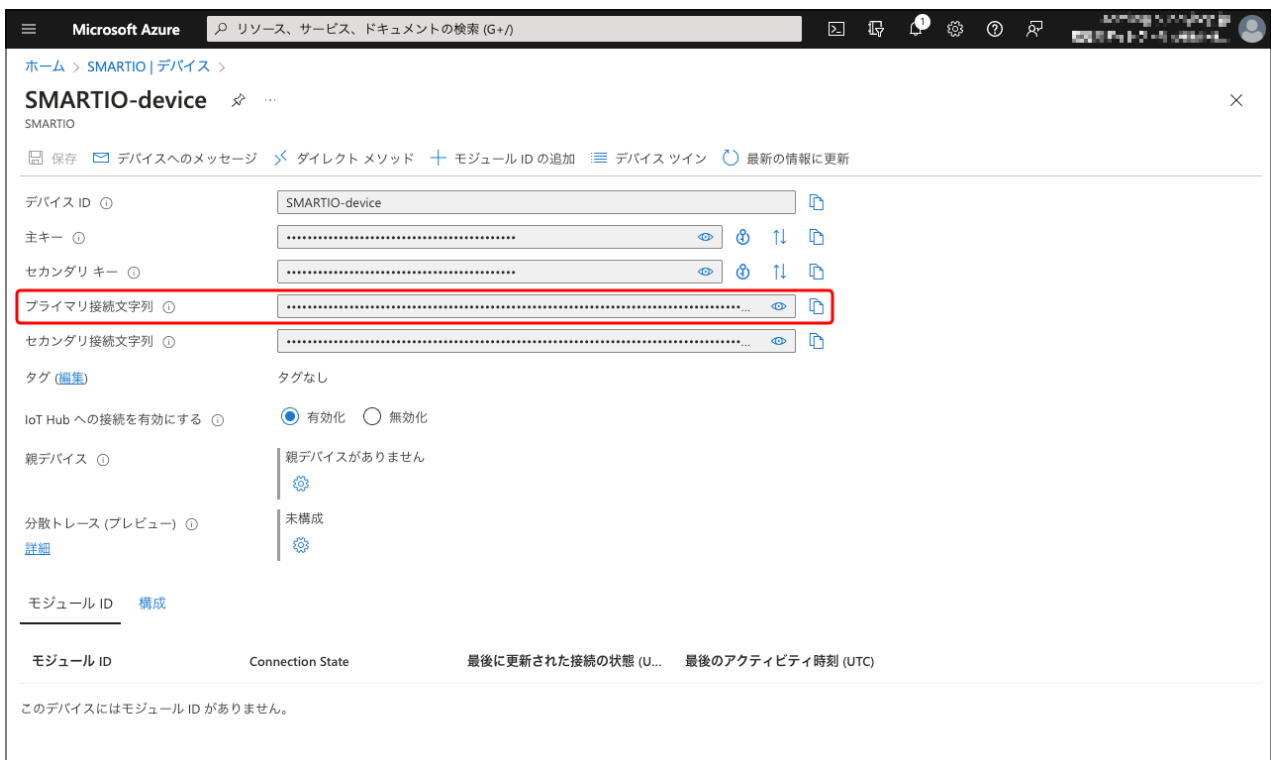 Microsoft Azure
リソース、サービス、ドキュメントの検索 (G+/)
1
ホーム > SMARTIO | デバイス >
SMARTIO-device
SMARTIO
保存 デバイスへのメッセージ ダイレクト メソッド モジュール ID の追加 デバイス ツイン 最新の情報に更新
デバイス ID SMARTIO-device
主キー
セカンダリ キー
プライマリ接続文字列
セカンダリ接続文字列
タグ (編集) タグなし
IoT Hub への接続を有効にする 有効化 無効化
親デバイス 親デバイスがありません
分散トレース (プレビュー) 未構成
詳細
モジュール ID 構成
モジュール ID Connection State 最後に更新された接続の状態 (U... 最後のアクティビティ時刻 (UTC)
このデバイスにはモジュール ID がありません。